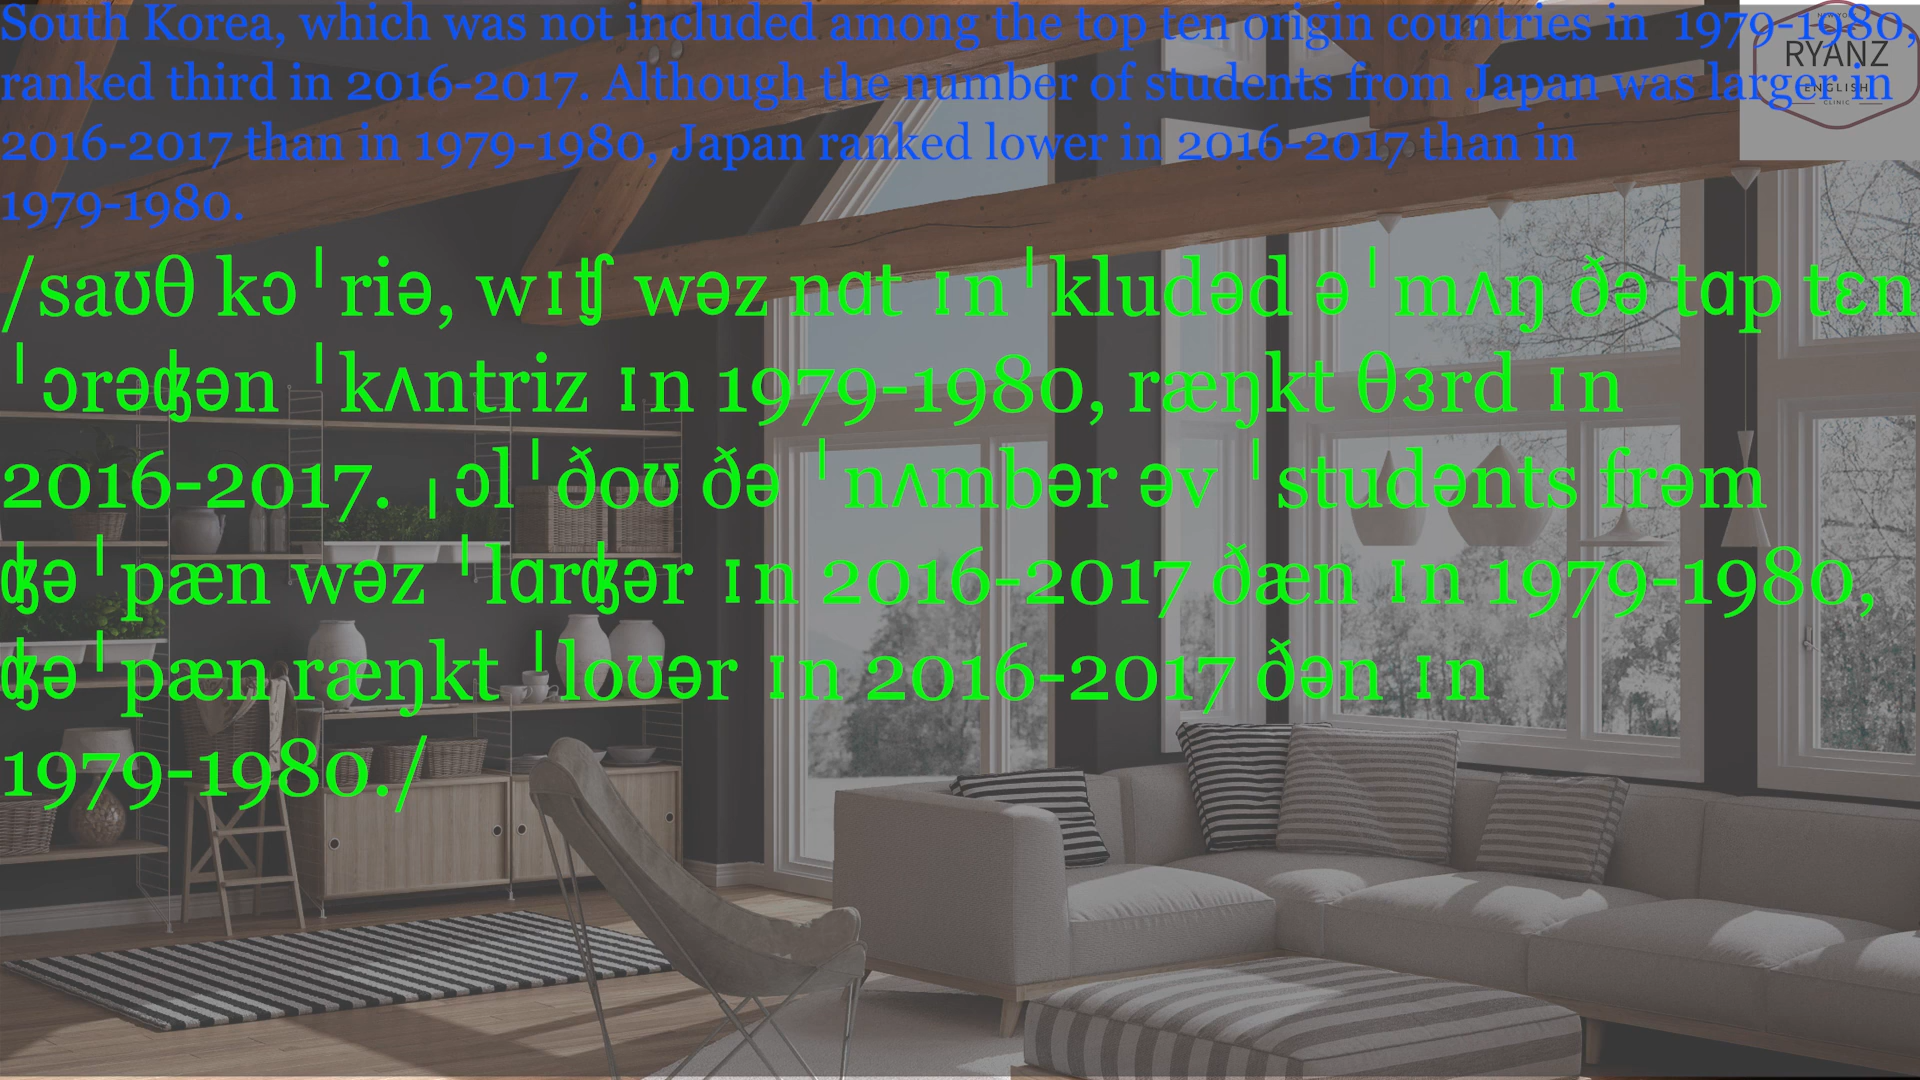 South Korea, which was not included among the top ten origin countries in  1979-1980,
ranked third in 2016-2017. Although the number of students from Japan was larger in
2016-2017 than in 1979-1980, Japan ranked lower in 2016-2017 than in
1979-1980.
RYANZ
ENGLISH
CLINIC
/saʊθ kɔˈriə, wɪʧ wəz nɑt ɪnˈkludəd əˈmʌŋ ðə tɑp tɛn
ˈɔrəʤən ˈkʌntriz ɪn 1979-1980, ræŋkt θɜrd ɪn
2016-2017. ˌɔlˈðoʊ ðə ˈnʌmbər əv ˈstudənts frəm
ʤəˈpæn wəz ˈlɑrʤər ɪn 2016-2017 ðæn ɪn 1979-1980,
ʤəˈpæn ræŋkt ˈloʊər ɪn 2016-2017 ðən ɪn
1979-1980./